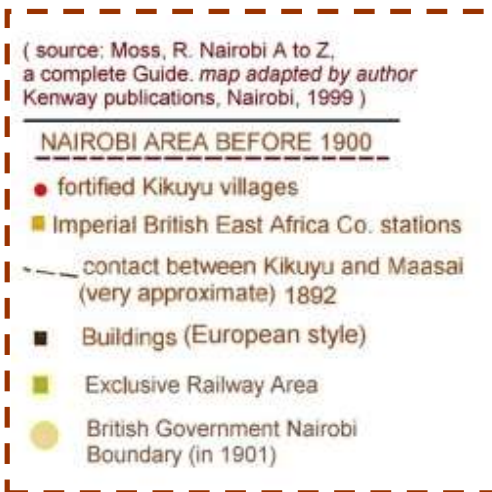 ( source: Moss, R. Nairobi A to Z,
a complete Guide. map adapted by author
Kenway publications, Nairobi, 1999 )
NAIROBI AREA BEFORE 1900
fortified Kikuyu villages
Imperial British East Africa Co. stations
contact between Kikuyu and Maasai
(very approximate) 1892
Buildings (European style)
Exclusive Railway Area
British Government Nairobi
Boundary (in 1901)